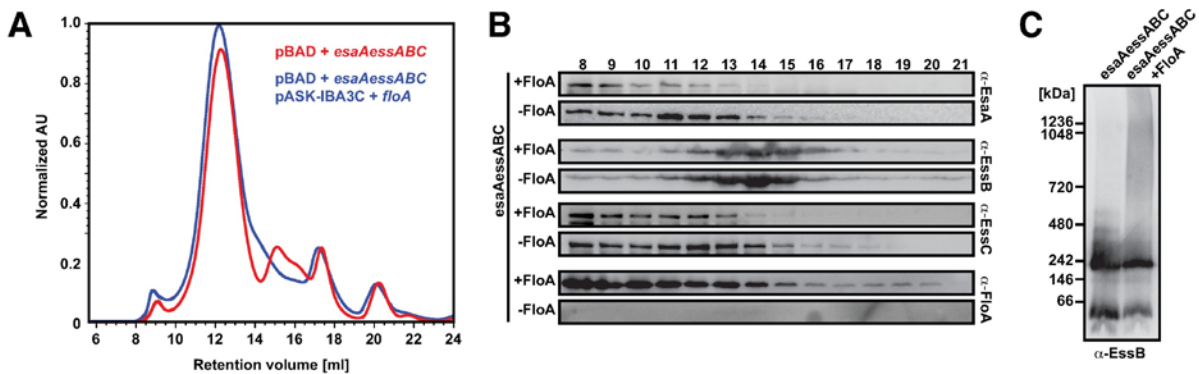 A
Normalized AU
1.0
0.8
0.6
0.4
0.2
0
pBAD + esaAessABC
pBAD + esaAessABC
pASK-IBA3C + floA
6 8 10 12 14 16 18 20 22 24
Retention volume [ml]
B
8 9 10 11 12 13 14 15 16 17 18 19 20 21
esaAessABC
+FloA
-FloA
α-EsaA
+FloA
-FloA
α-EssB
+FloA
-FloA
α-EssC
+FloA
-FloA
α-FloA
C
esaAessABC
esaAessABC
+FloA
[kDa]
1236
1048
720
480
242
146
66
α-EssB